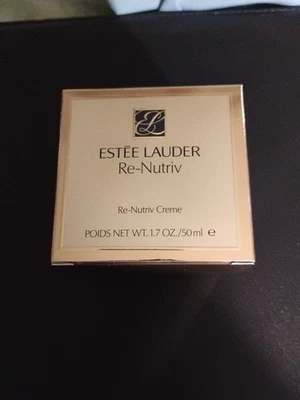 ESTĒE LAUDER
Re-Nutriv
Re-Nutriv Creme
POIDS NET WT. 1.7 OZ./50 ml ℮